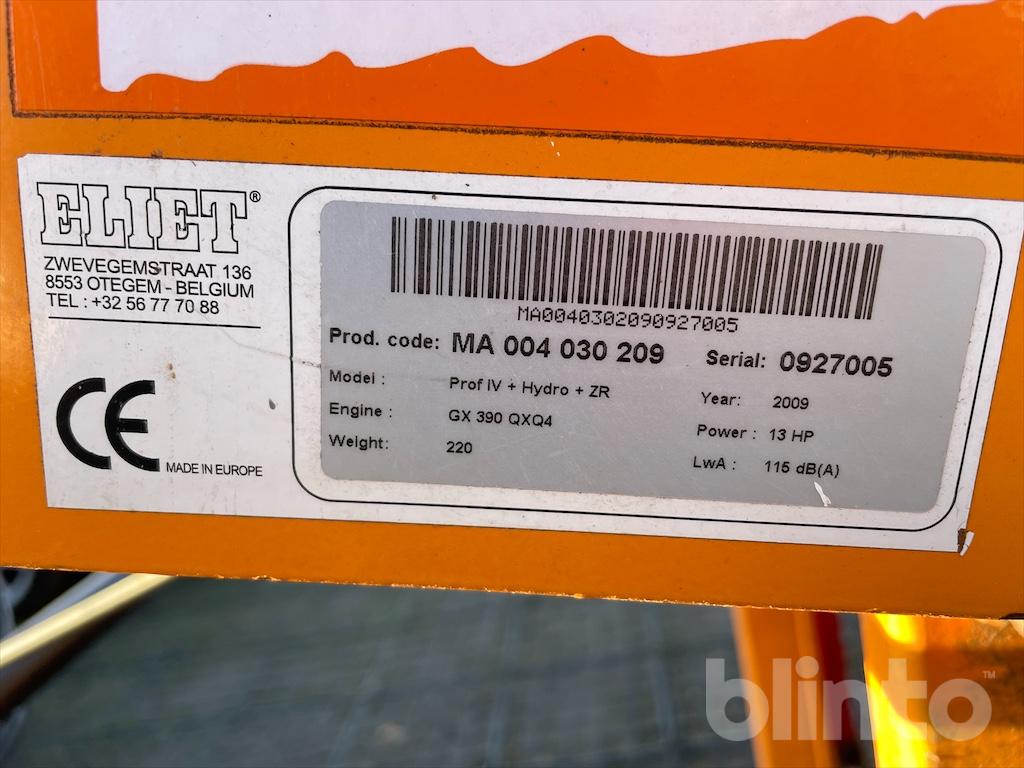 ELIET®
ZWEVEGEMSTRAAT 136
8553 OTEGEM - BELGIUM
TEL : +32 56 77 70 88
CE MADE IN EUROPE
MA0040302090927005
Prod. code: MA 004 030 209 Serial: 0927005
Model : Prof IV + Hydro + ZR Year: 2009
Engine : GX 390 QXQ4 Power : 13 HP
Weight: 220 LwA : 115 dB(A)
blinto™